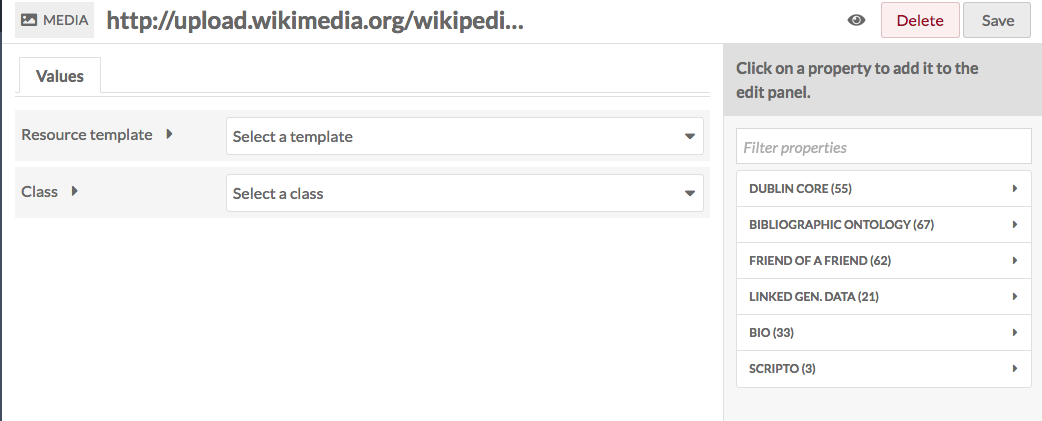 MEDIA http://upload.wikimedia.org/wikipedi... Delete Save
Values
Resource template Select a template
Class Select a class
Click on a property to add it to the
edit panel.
Filter properties
DUBLIN CORE (55)
BIBLIOGRAPHIC ONTOLOGY (67)
FRIEND OF A FRIEND (62)
LINKED GEN. DATA (21)
BIO (33)
SCRIPTO (3)